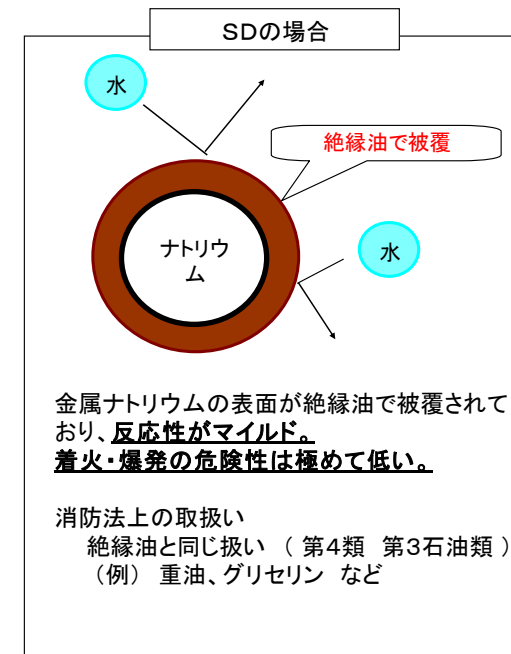 SDの場合
水
絶縁油で被覆
ナトリウ
ム
水
金属ナトリウムの表面が絶縁油で被覆されて
おり、反応性がマイルド。
着火・爆発の危険性は極めて低い。
消防法上の取扱い
絶縁油と同じ扱い （ 第4類 第3石油類 ）
（例） 重油、グリセリン など